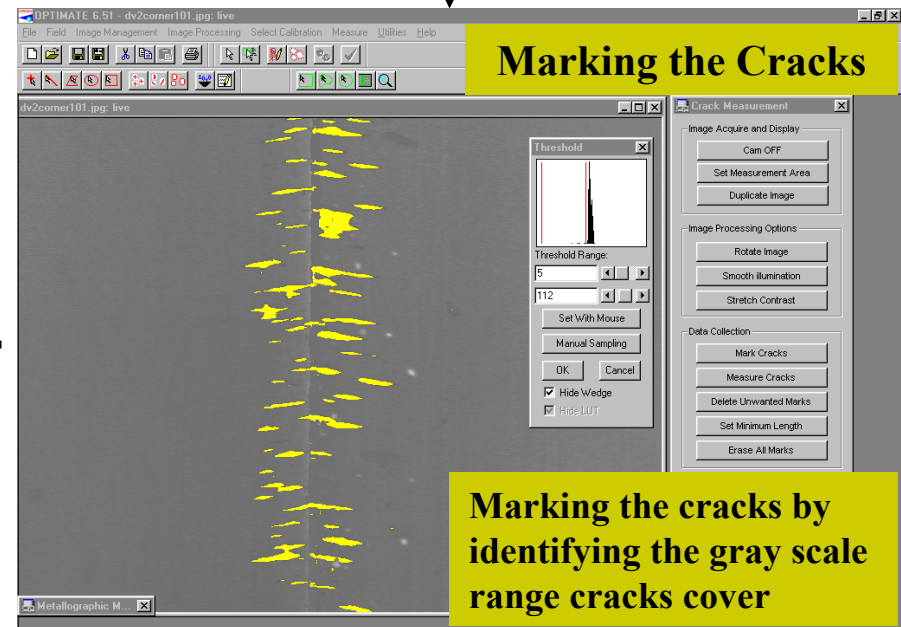 OPTIMATE 6.51 - dv2corner101.jpg: live
File Field Image Management Image Processing Select Calibration Measure Utilities Help
Marking the Cracks
dv2corner101.jpg: live
Crack Measurement
Image Acquire and Display
Cam OFF
Set Measurement Area
Duplicate Image
Image Processing Options
Rotate Image
Smooth illumination
Stretch Contrast
Data Collection
Mark Cracks
Measure Cracks
Delete Unwanted Marks
Set Minimum Length
Erase All Marks
Threshold
Threshold Range:
5
112
Set With Mouse
Manual Sampling
OK Cancel
Hide Wedge
Hide LUT
Marking the cracks by
identifying the gray scale
range cracks cover
Metallographic M...